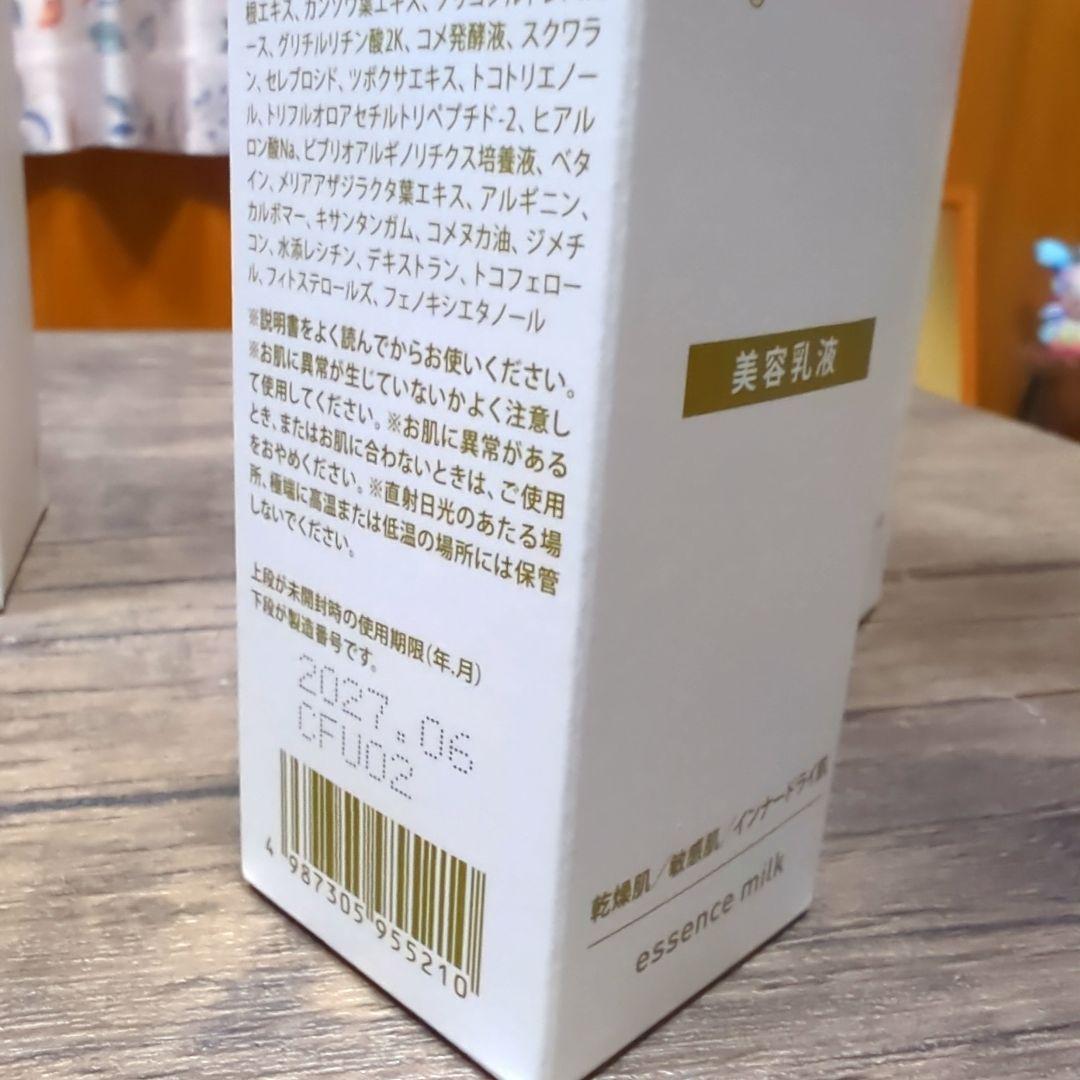 根エキス、カンゾウ葉エキス、
ース、グリチルリチン酸2K、コメ発酵液、スクワラ
ン、セレブロシド、ツボクサエキス、トコトリエノー
ル、トリフルオロアセチルトリペプチド-2、ヒアル
ロン酸Na、ビブリオアルギノリチクス培養液、ベタ
イン、メリアアザジラクタ葉エキス、アルギニン、
カルボマー、キサンタンガム、コメヌカ油、ジメチ
コン、水添レシチン、デキストラン、トコフェロー
ル、フィトステロールズ、フェノキシエタノール
※説明書をよく読んでからお使いください。
※お肌に異常が生じていないかよく注意し
て使用してください。※お肌に異常がある
とき、またはお肌に合わないときは、ご使用
をおやめください。※直射日光のあたる場
所、極端に高温または低温の場所には保管
しないでください。
上段が未開封時の使用期限(年.月)
下段が製造番号です。
2027.06
CFU02
4 987305 955210
美容乳液
乾燥肌/敏感肌/インナードライ肌
essence milk